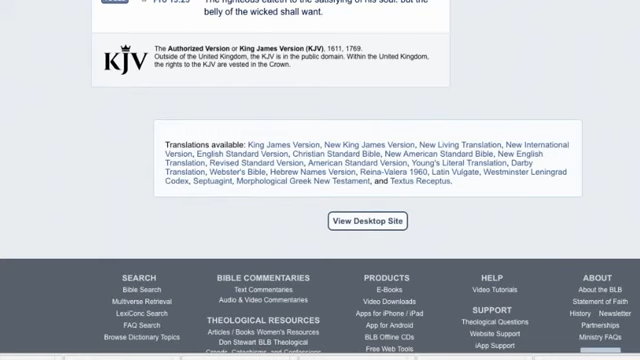 Pro 13:25 The righteous eateth to the satisfying of his soul: but the
belly of the wicked shall want.
KJV
The Authorized Version or King James Version (KJV), 1611, 1769.
Outside of the United Kingdom, the KJV is in the public domain. Within the United Kingdom,
the rights to the KJV are vested in the Crown.
Translations available: King James Version, New King James Version, New Living Translation, New International
Version, English Standard Version, Christian Standard Bible, New American Standard Bible, New English
Translation, Revised Standard Version, American Standard Version, Young's Literal Translation, Darby
Translation, Webster's Bible, Hebrew Names Version, Reina-Valera 1960, Latin Vulgate, Westminster Leningrad
Codex, Septuagint, Morphological Greek New Testament, and Textus Receptus.
View Desktop Site
SEARCH
Bible Search
Multiverse Retrieval
LexiConc Search
FAQ Search
Browse Dictionary Topics
BIBLE COMMENTARIES
Text Commentaries
Audio & Video Commentaries
THEOLOGICAL RESOURCES
Articles / Books Women's Resources
Don Stewart BLB Theological
Creeds, Catechisms, and Confessions
PRODUCTS
E-Books
Video Downloads
Apps for iPhone / iPad
App for Android
BLB Offline CDs
Free Web Tools
HELP
Video Tutorials
SUPPORT
Theological Questions
Website Support
iApp Support
ABOUT
About the BLB
Statement of Faith
History Newsletter
Partnerships
Ministry FAQs